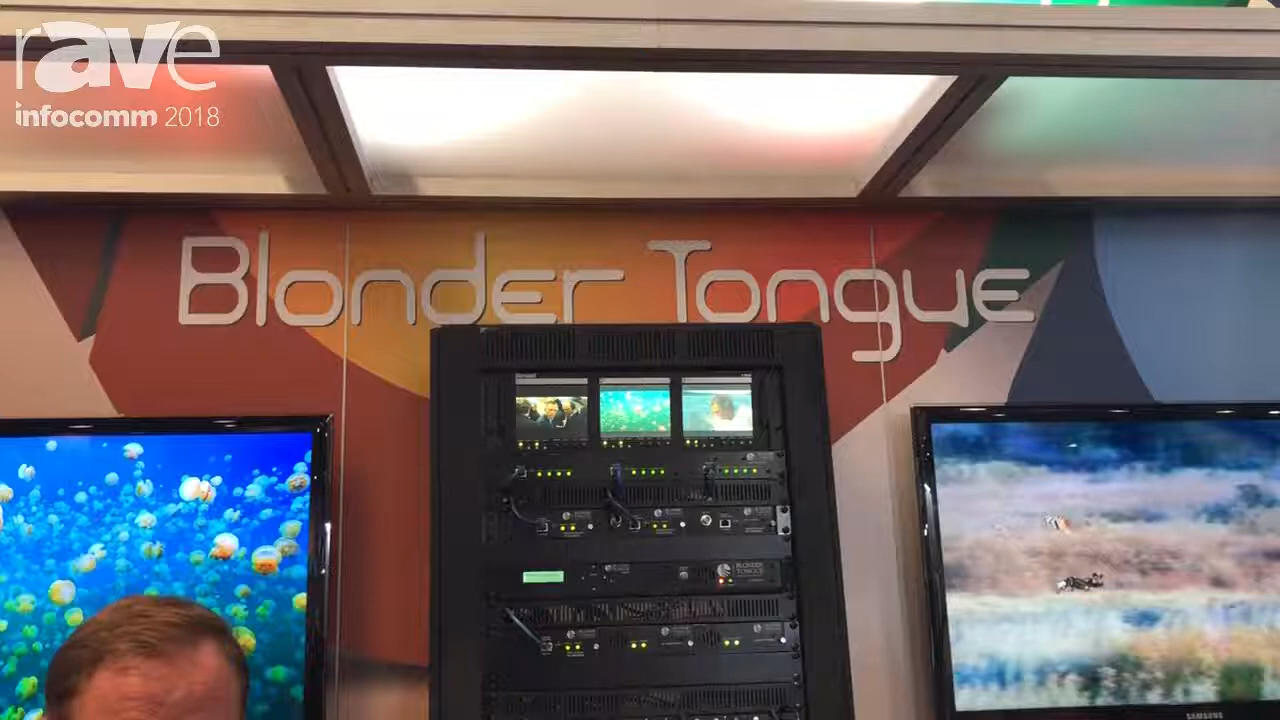 rave
infocomm 2018
Blonder Tongue
BLONDER
TONGUE
SAMSUNG